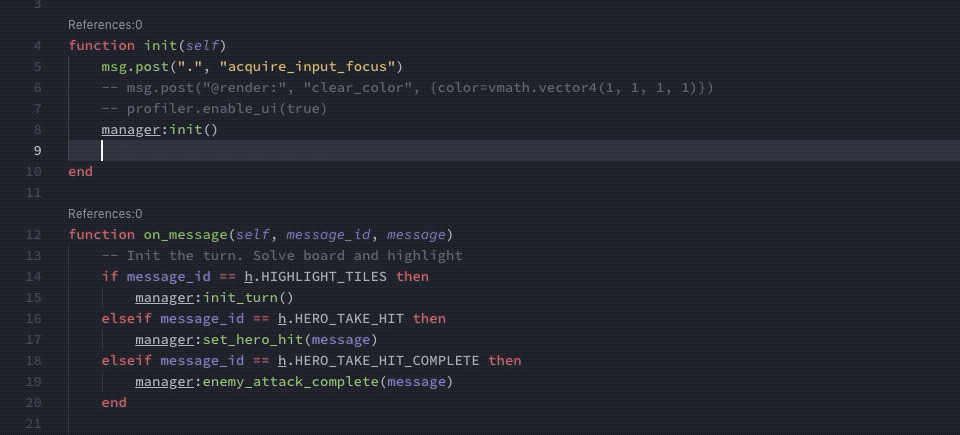 3
References:0
4 function init(self)
5 msg.post(".", "acquire_input_focus")
6 -- msg.post("@render:", "clear_color", {color=vmath.vector4(1, 1, 1, 1)})
7 -- profiler.enable_ui(true)
8 manager:init()
9
10 end
11
References:0
12 function on_message(self, message_id, message)
13 -- Init the turn. Solve board and highlight
14 if message_id == h.HIGHLIGHT_TILES then
15 manager:init_turn()
16 elseif message_id == h.HERO_TAKE_HIT then
17 manager:set_hero_hit(message)
18 elseif message_id == h.HERO_TAKE_HIT_COMPLETE then
19 manager:enemy_attack_complete(message)
20 end
21